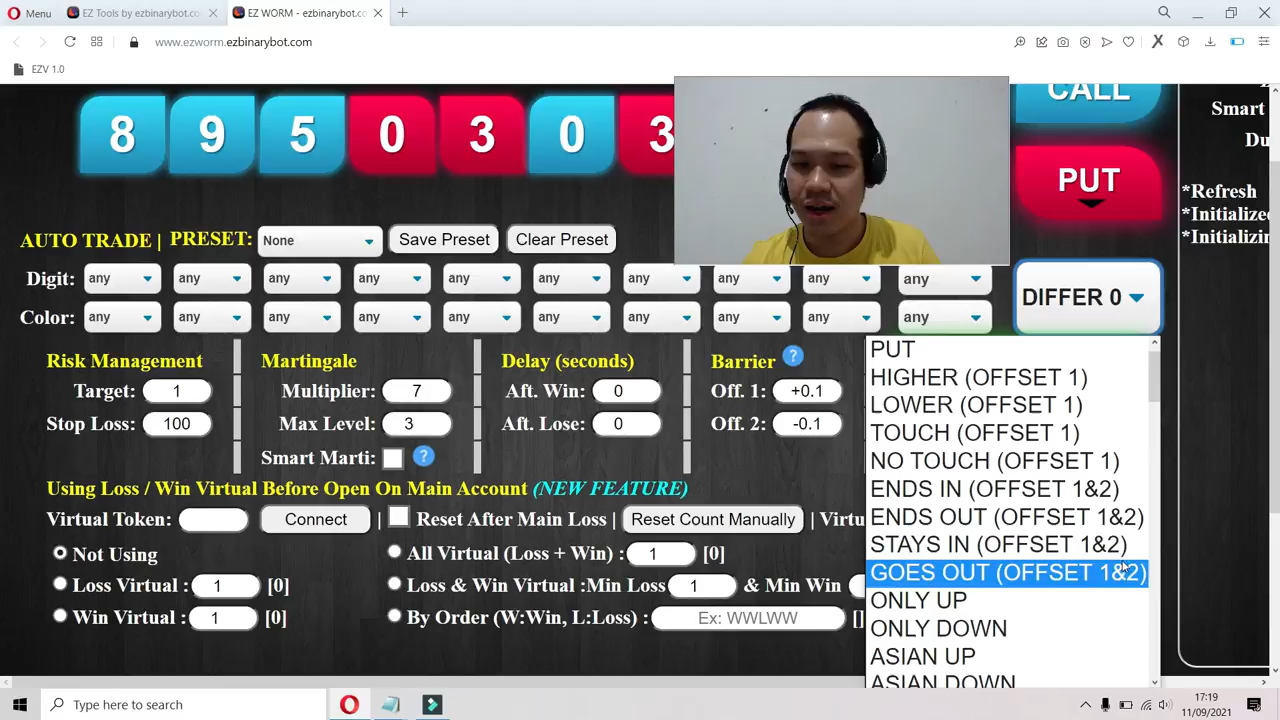 Menu
EZ Tools by ezbinarybot.co
EZ WORM - ezbinarybot.co
www.ezworm.ezbinarybot.com
EZV 1.0
8 9 5 0 3 0 3
CALL
PUT
Smart
Du
*Refresh
*Initialized
*Initializin
AUTO TRADE | PRESET: None Save Preset Clear Preset
Digit: any any any any any any any any any any
Color: any any any any any any any any any any
DIFFER 0
Risk Management Martingale Delay (seconds) Barrier ?
Target: 1 Multiplier: 7 Aft. Win: 0 Off. 1: +0.1
Stop Loss: 100 Max Level: 3 Aft. Lose: 0 Off. 2: -0.1
Smart Marti: ?
Using Loss / Win Virtual Before Open On Main Account (NEW FEATURE)
Virtual Token: Connect | Reset After Main Loss | Reset Count Manually | Virtu
Not Using All Virtual (Loss + Win): 1 [0]
Loss Virtual : 1 [0] Loss & Win Virtual :Min Loss 1 & Min Win
Win Virtual : 1 [0] By Order (W:Win, L:Loss): Ex: WWLWW []
PUT
HIGHER (OFFSET 1)
LOWER (OFFSET 1)
TOUCH (OFFSET 1)
NO TOUCH (OFFSET 1)
ENDS IN (OFFSET 1&2)
ENDS OUT (OFFSET 1&2)
STAYS IN (OFFSET 1&2)
GOES OUT (OFFSET 1&2)
ONLY UP
ONLY DOWN
ASIAN UP
ASIAN DOWN
Type here to search
17:19
11/09/2021